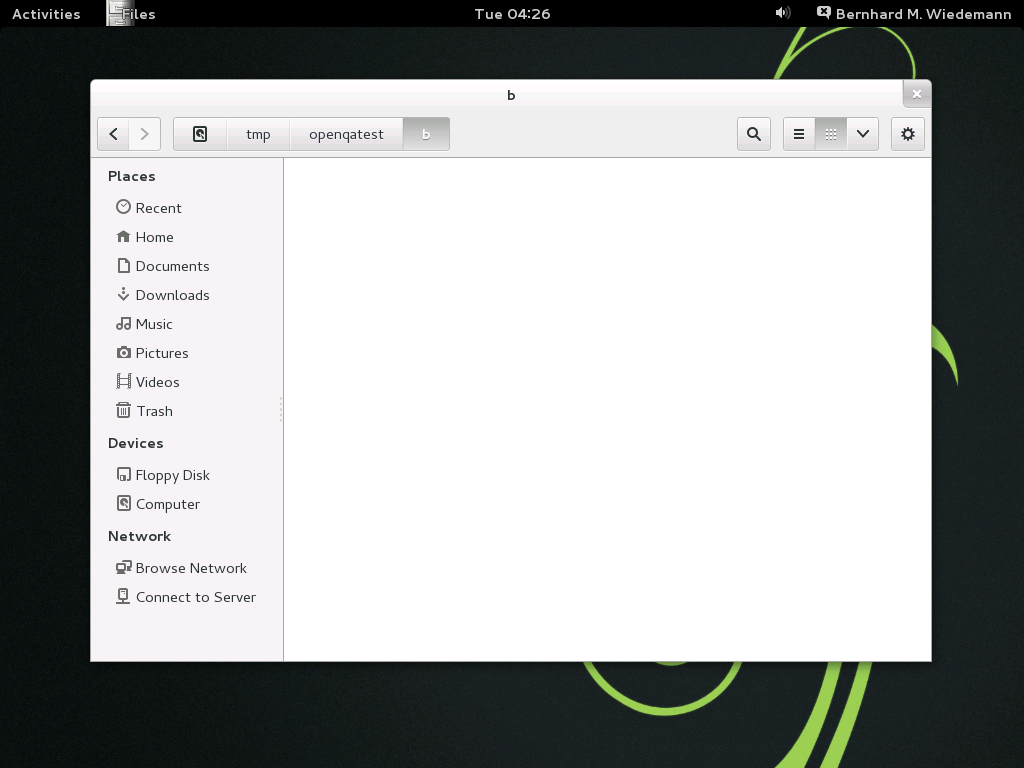 Activities Files Tue 04:26 Bernhard M. Wiedemann
b
tmp openqatest b
Places
Recent
Home
Documents
Downloads
Music
Pictures
Videos
Trash
Devices
Floppy Disk
Computer
Network
Browse Network
Connect to Server